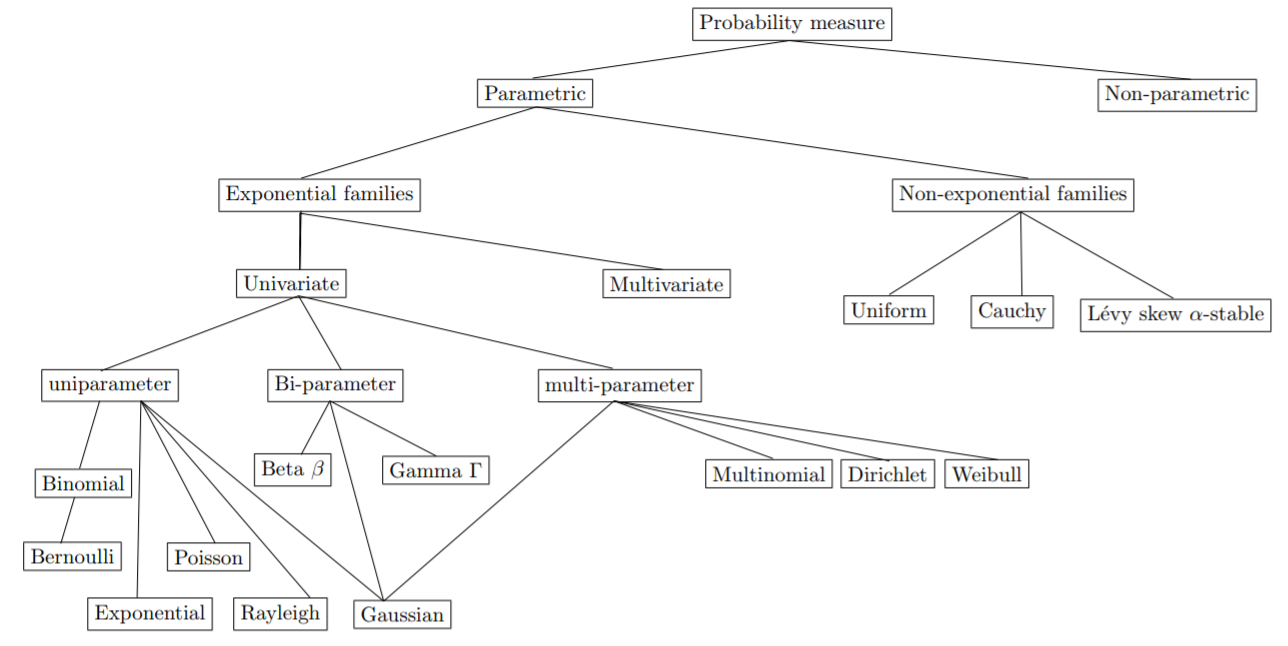 Probability measure
Parametric
Non-parametric
Exponential families
Non-exponential families
Univariate
Multivariate
Uniform
Cauchy
Lévy skew α-stable
uniparameter
Bi-parameter
multi-parameter
Binomial
Beta β
Gamma Γ
Multinomial
Dirichlet
Weibull
Bernoulli
Poisson
Exponential
Rayleigh
Gaussian